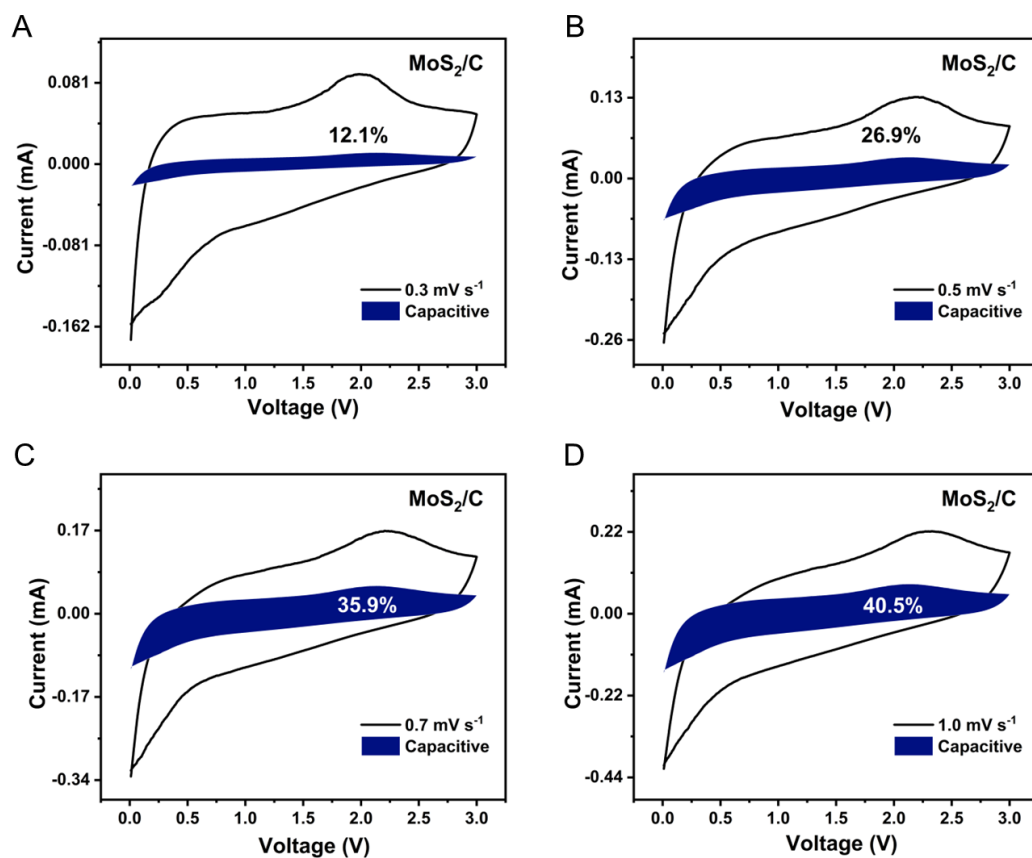 A
MoS₂/C
12.1%
0.081
0.000
-0.081
-0.162
Current (mA)
0.3 mV s⁻¹
Capacitive
0.0 0.5 1.0 1.5 2.0 2.5 3.0
Voltage (V)
B
MoS₂/C
26.9%
0.13
0.00
-0.13
-0.26
Current (mA)
0.5 mV s⁻¹
Capacitive
0.0 0.5 1.0 1.5 2.0 2.5 3.0
Voltage (V)
C
MoS₂/C
35.9%
0.17
0.00
-0.17
-0.34
Current (mA)
0.7 mV s⁻¹
Capacitive
0.0 0.5 1.0 1.5 2.0 2.5 3.0
Voltage (V)
D
MoS₂/C
40.5%
0.22
0.00
-0.22
-0.44
Current (mA)
1.0 mV s⁻¹
Capacitive
0.0 0.5 1.0 1.5 2.0 2.5 3.0
Voltage (V)